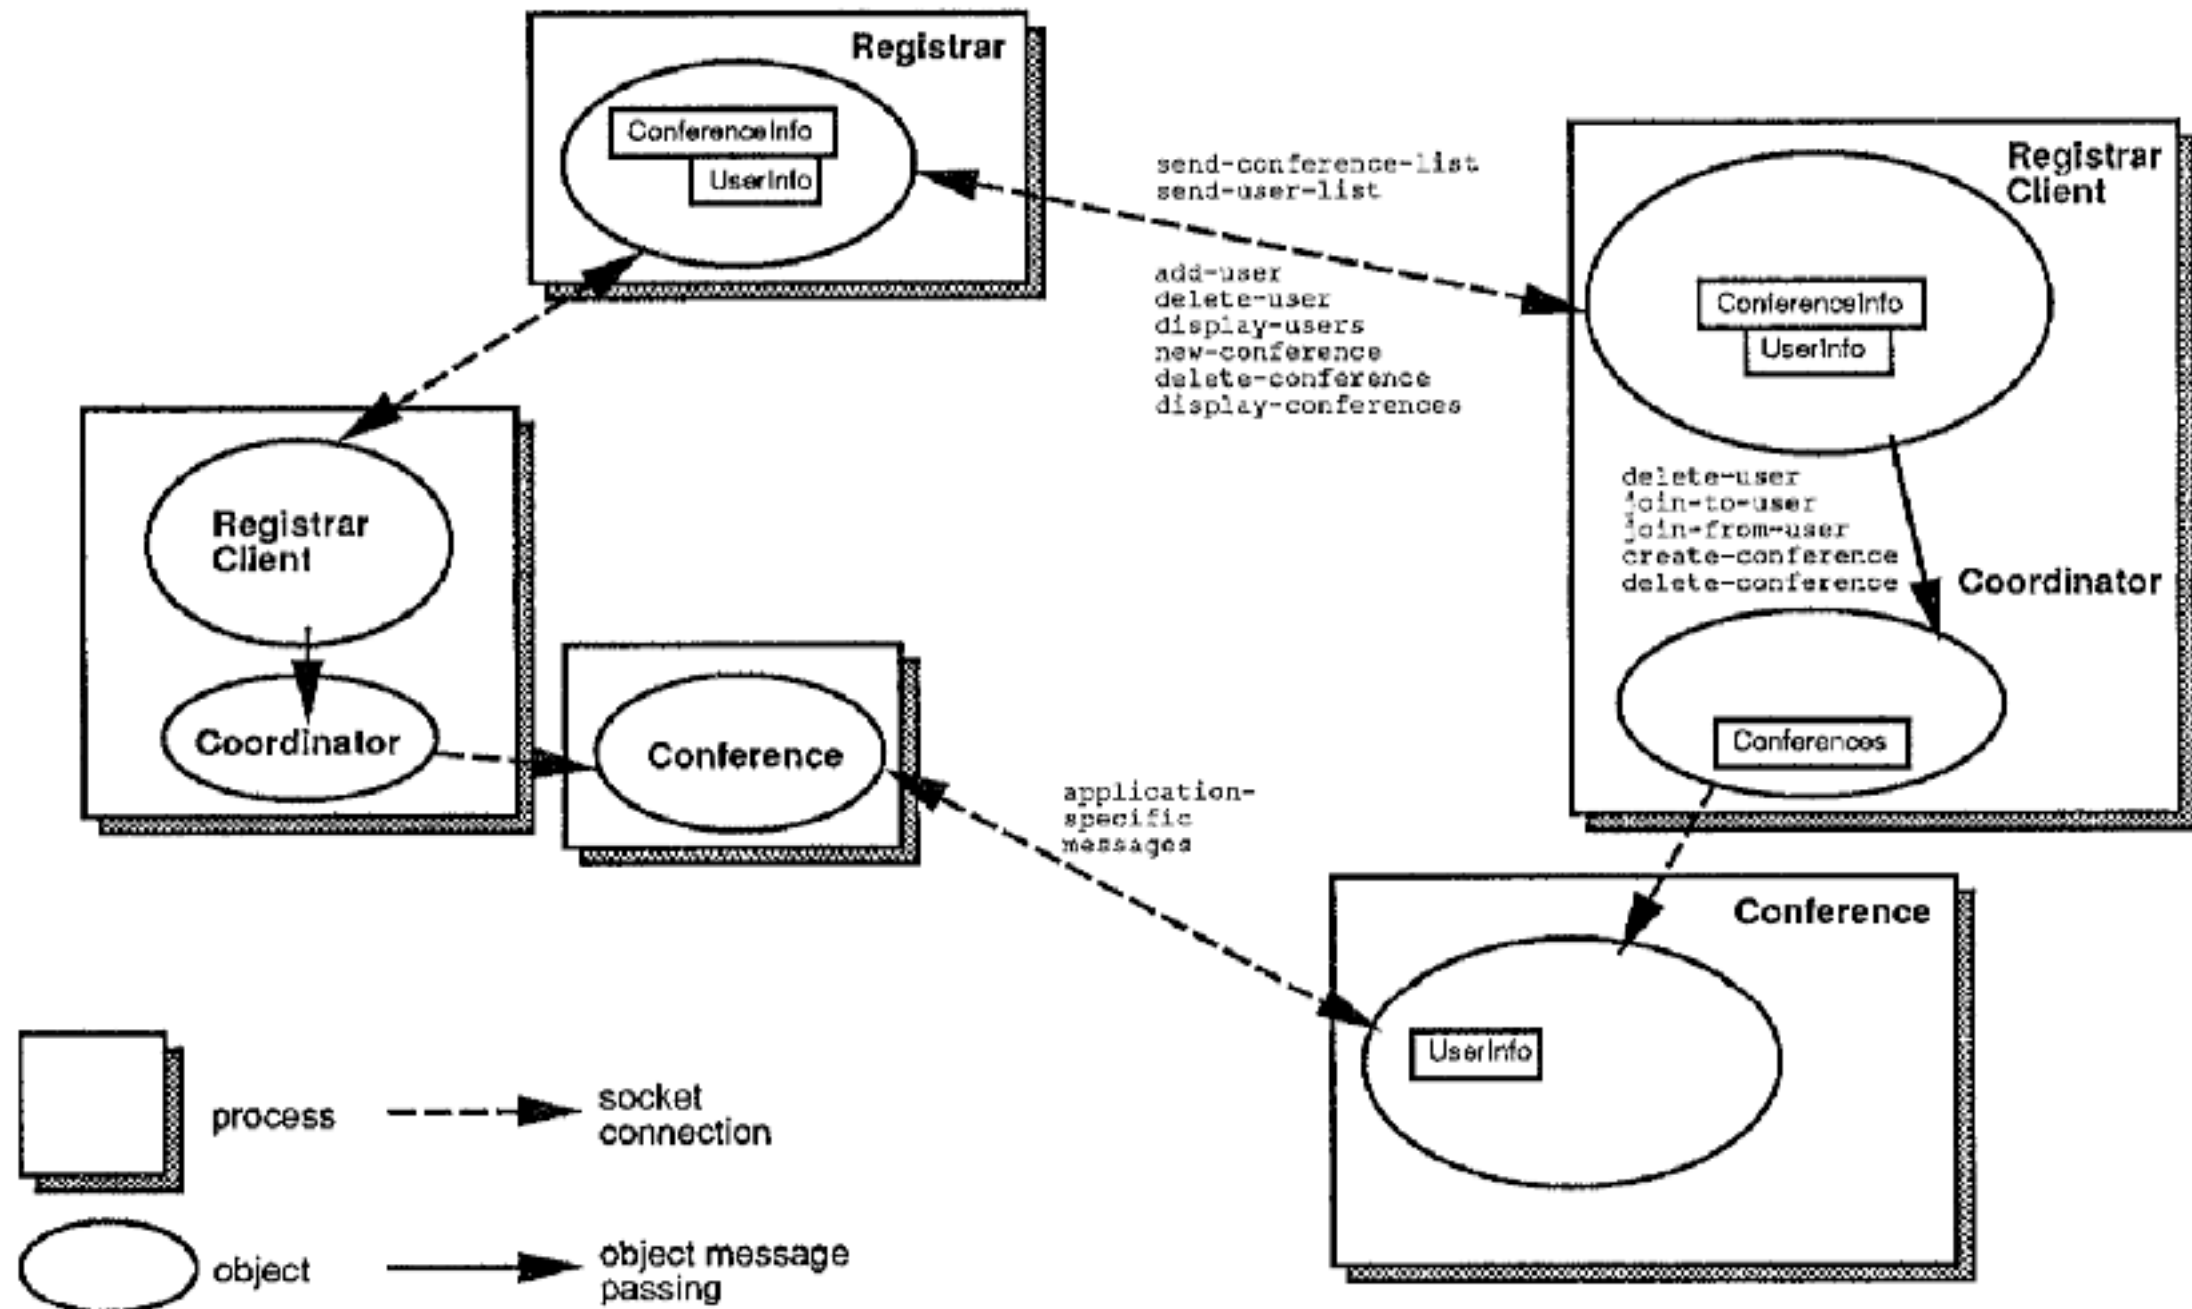 Registrar
ConferenceInfo
UserInfo
send-conference-list
send-user-list
add-user
delete-user
display-users
new-conference
delete-conference
display-conferences
Registrar
Client
ConferenceInfo
UserInfo
delete-user
join-to-user
join-from-user
create-conference
delete-conference
Coordinator
Conferences
Registrar
Client
Coordinator
Conference
application-
specific
messages
Conference
UserInfo
process
socket
connection
object
object message
passing